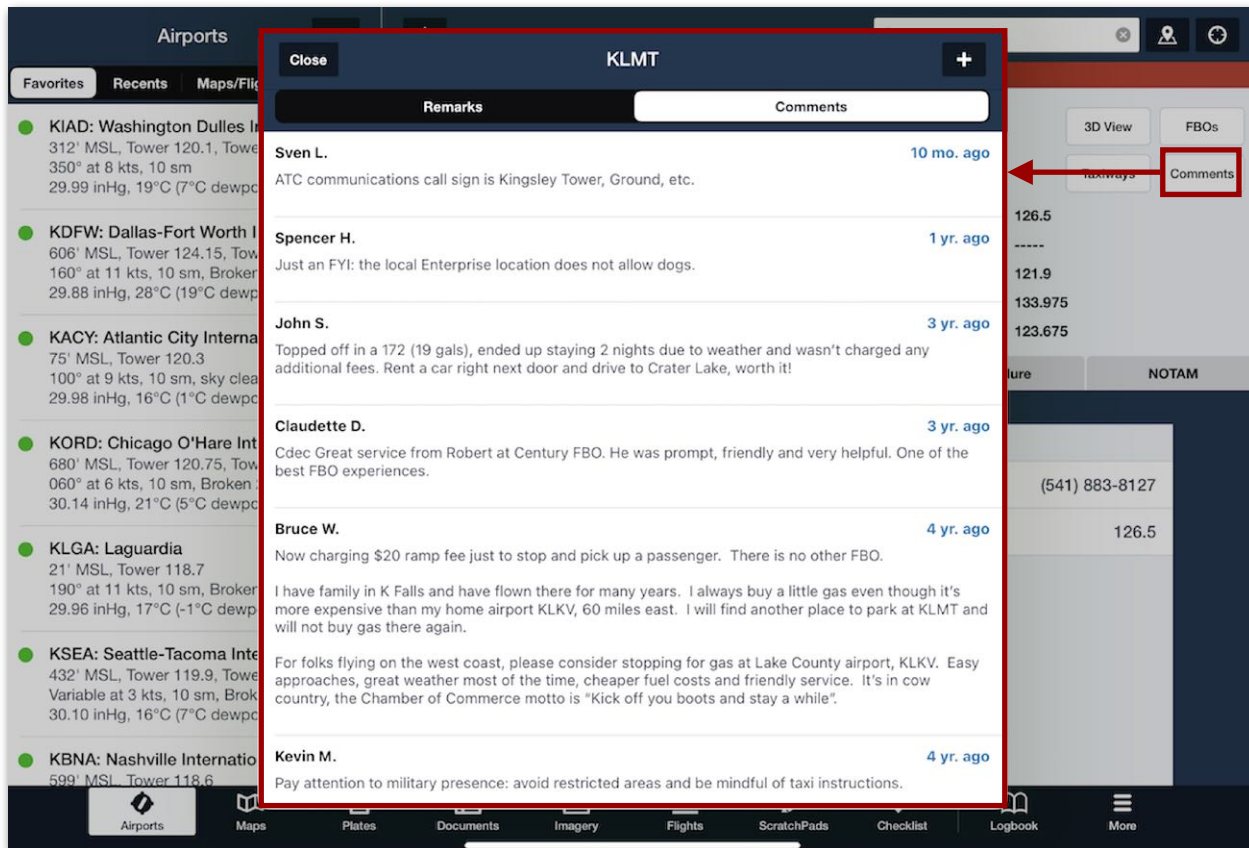 Airports
Favorites
Recents
Maps/Flig
KIAD: Washington Dulles I
312' MSL, Tower 120.1, Towe
350° at 8 kts, 10 sm
29.99 inHg, 19°C (7°C dewpo
KDFW: Dallas-Fort Worth I
606' MSL, Tower 124.15, Tow
160° at 11 kts, 10 sm, Broken
29.88 inHg, 28°C (19°C dewp
KACY: Atlantic City Interna
75' MSL, Tower 120.3
100° at 9 kts, 10 sm, sky clea
29.98 inHg, 16°C (1°C dewpo
KORD: Chicago O'Hare Int
680' MSL, Tower 120.75, Tow
060° at 6 kts, 10 sm, Broken
30.14 inHg, 21°C (5°C dewpo
KLGA: Laguardia
21' MSL, Tower 118.7
190° at 11 kts, 10 sm, Broker
29.96 inHg, 17°C (-1°C dewp
KSEA: Seattle-Tacoma Inte
432' MSL, Tower 119.9, Towe
Variable at 3 kts, 10 sm, Brok
30.10 inHg, 16°C (7°C dewpo
KBNA: Nashville Internatio
599' MSL, Tower 118.6
Close
KLMT
+
Remarks
Comments
Sven L.
10 mo. ago
ATC communications call sign is Kingsley Tower, Ground, etc.
Spencer H.
1 yr. ago
Just an FYI: the local Enterprise location does not allow dogs.
John S.
3 yr. ago
Topped off in a 172 (19 gals), ended up staying 2 nights due to weather and wasn't charged any
additional fees. Rent a car right next door and drive to Crater Lake, worth it!
Claudette D.
3 yr. ago
Cdec Great service from Robert at Century FBO. He was prompt, friendly and very helpful. One of the
best FBO experiences.
Bruce W.
4 yr. ago
Now charging $20 ramp fee just to stop and pick up a passenger. There is no other FBO.
I have family in K Falls and have flown there for many years. I always buy a little gas even though it's
more expensive than my home airport KLKV, 60 miles east. I will find another place to park at KLMT and
will not buy gas there again.
For folks flying on the west coast, please consider stopping for gas at Lake County airport, KLKV. Easy
approaches, great weather most of the time, cheaper fuel costs and friendly service. It's in cow
country, the Chamber of Commerce motto is "Kick off you boots and stay a while".
Kevin M.
4 yr. ago
Pay attention to military presence: avoid restricted areas and be mindful of taxi instructions.
3D View
FBOs
Taxiways
Comments
126.5
-----
121.9
133.975
123.675
lure
NOTAM
(541) 883-8127
126.5
Airports
Maps
Plates
Documents
Imagery
Flights
ScratchPads
Checklist
Logbook
More